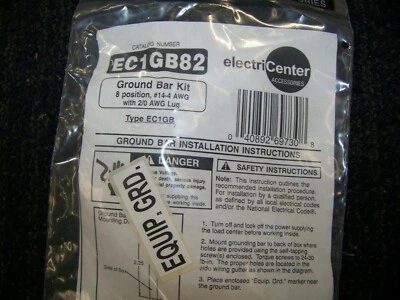 ORIES
CATALOG NUMBER
EC1GB82
electriCenter
ACCESSORIES
Ground Bar Kit
8 position, #14-4 AWG
with 2/0 AWG Lug
Type EC1GB
0 40892 69730 8
GROUND BAR INSTALLATION INSTRUCTIONS
DANGER
SAFETY INSTRUCTIONS
Voltage.
Note: This instruction outlines the
recommended installation procedure.
For installation by a qualified person,
as defined by all local electrical codes
and/or the National Electrical Code®.
EQUIP. GRD.
Ground Bar
Mounting
Side of Box
1. Turn off and lock off the power supplying
the load center before working inside.
2. Mount grounding bar to back of box where
holes are provided using the self-tapping
screw(s) enclosed. Torque screws to 24-30
in. The proper holes are located in the
side wiring gutter as shown in the diagram.
3. Place enclosed "Equip. Grd." marker near